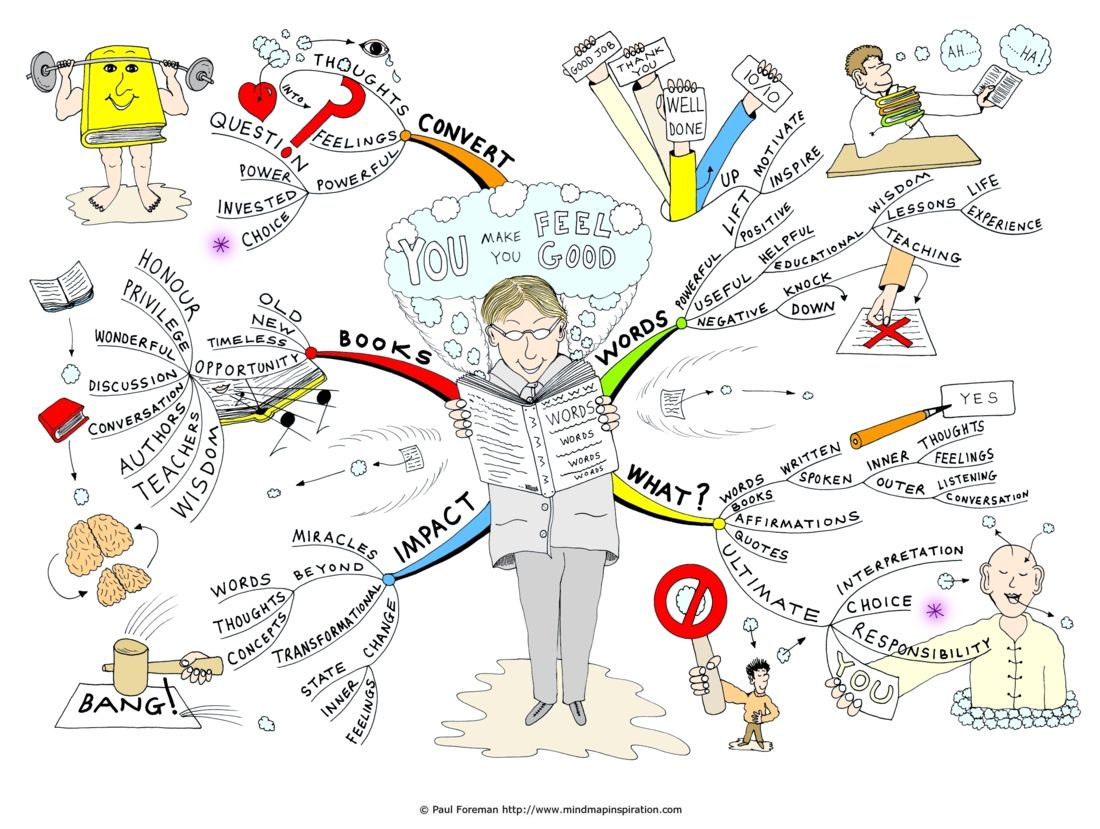 YOU MAKE YOU FEEL GOOD
CONVERT
THOUGHTS
INTO
FEELINGS
QUESTION
?
POWERFUL
POWER
INVESTED
CHOICE
GOOD JOB
THANK YOU
WELL DONE
10/10
AH....
....HA!
WORDS
POWERFUL
UP
LIFT
MOTIVATE
INSPIRE
POSITIVE
USEFUL
HELPFUL
EDUCATIONAL
WISDOM
LESSONS
LIFE
EXPERIENCE
TEACHING
NEGATIVE
KNOCK
DOWN
BOOKS
OLD
NEW
TIMELESS
OPPORTUNITY
HONOUR
PRIVILEGE
WONDERFUL
DISCUSSION
CONVERSATION
AUTHORS
TEACHERS
WISDOM
WORDS
WORDS
WORDS
WORDS
WHAT?
WORDS
WRITTEN
YES
SPOKEN
INNER
THOUGHTS
FEELINGS
OUTER
LISTENING
CONVERSATION
BOOKS
AFFIRMATIONS
QUOTES
ULTIMATE
INTERPRETATION
CHOICE
RESPONSIBILITY
YOU
IMPACT
MIRACLES
BEYOND
WORDS
THOUGHTS
CONCEPTS
TRANSFORMATIONAL
CHANGE
STATE
INNER
FEELINGS
BANG!
© Paul Foreman http://www.mindmapinspiration.com